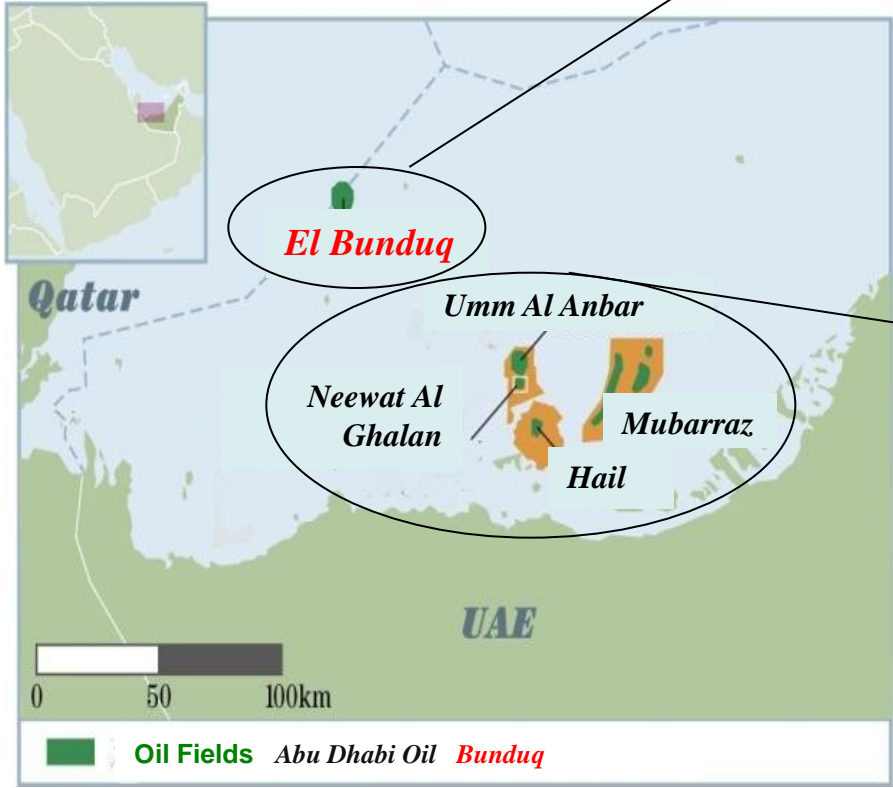 El Bunduq
Qatar
Umm Al Anbar
Neewat Al
Ghalan
Mubarraz
Hail
UAE
0 50 100km
Oil Fields Abu Dhabi Oil Bunduq